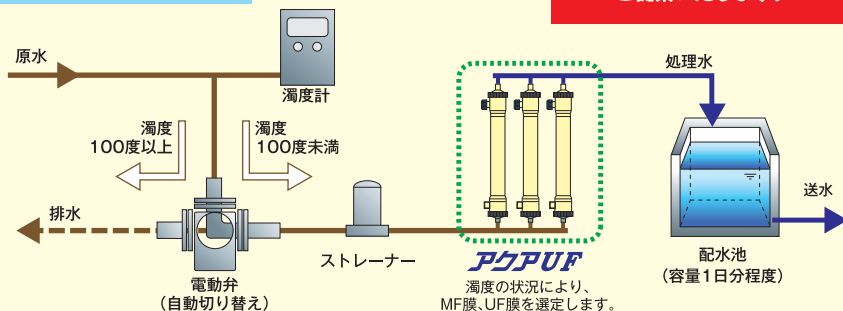 原水
濁度計
処理水
濁度
100度以上
濁度
100度未満
送水
排水
ストレーナー
電動弁
(自動切り替え)
アクアUF
濁度の状況により、
MF膜、UF膜を選定します。
配水池
(容量1日分程度)